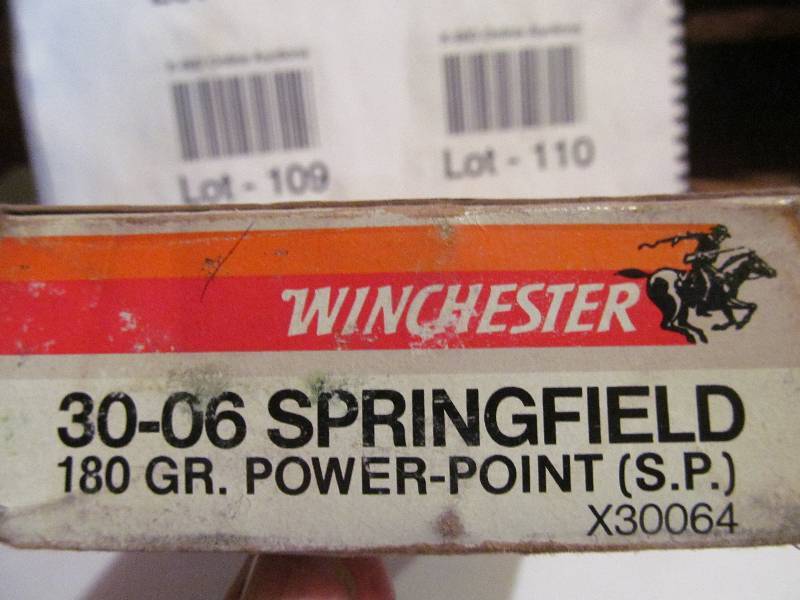 Lot - 109
Lot - 110
WINCHESTER
30-06 SPRINGFIELD
180 GR. POWER-POINT (S.P.)
X30064